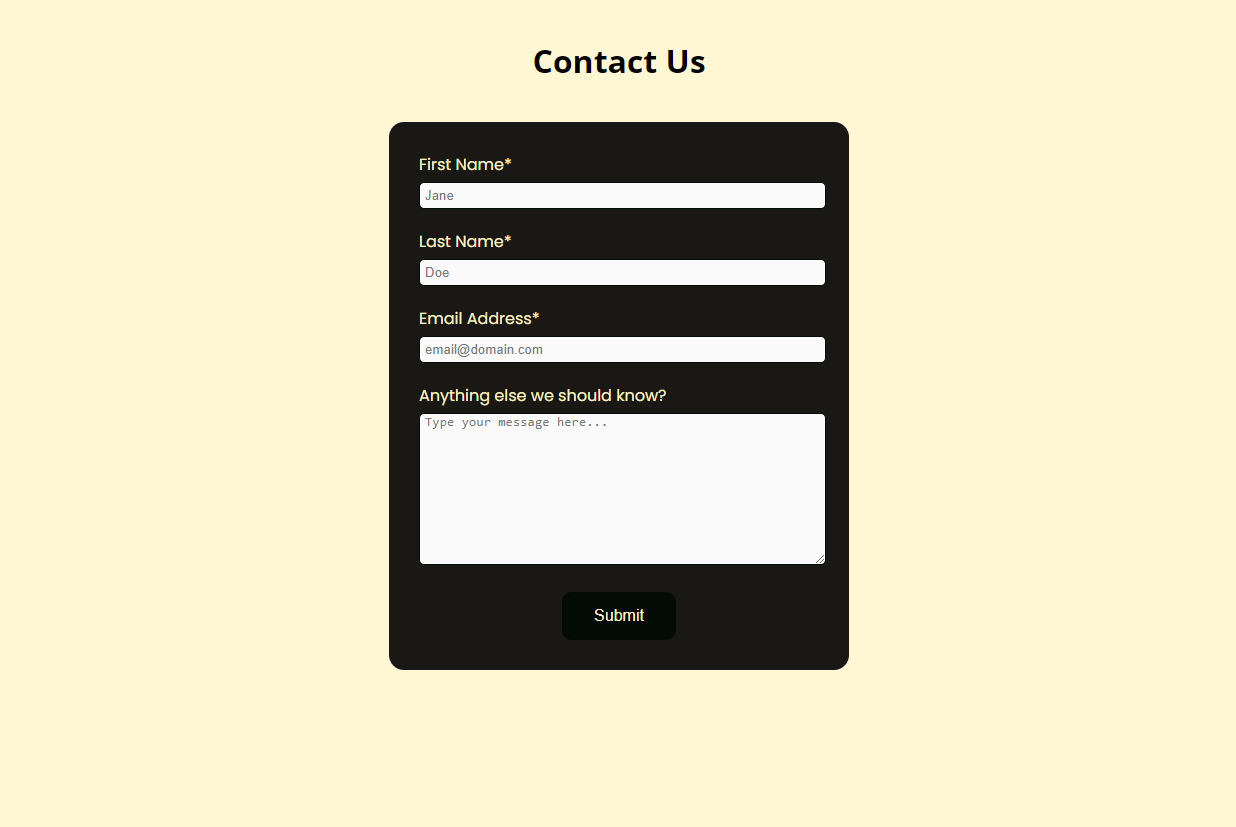 Contact Us
First Name*
Jane
Last Name*
Doe
Email Address*
email@domain.com
Anything else we should know?
Type your message here...
Submit